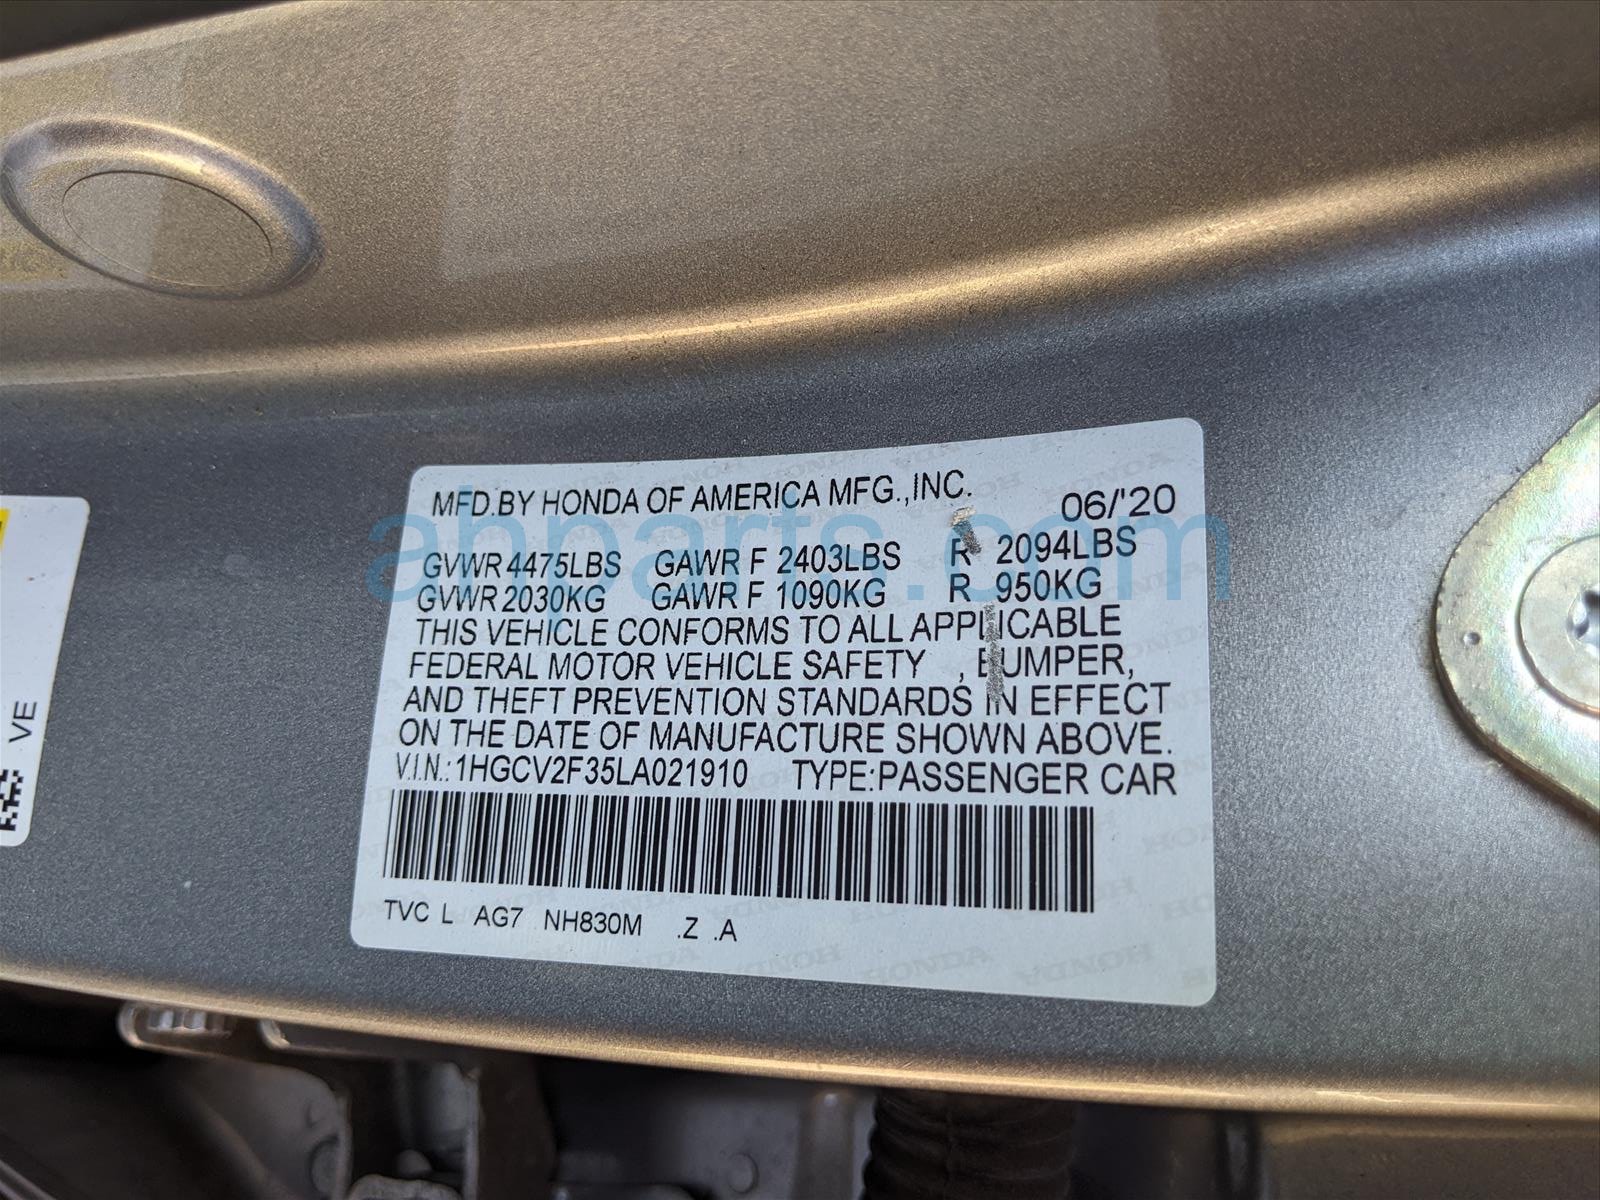 MFD.BY HONDA OF AMERICA MFG.,INC. 06/'20
GVWR 4475LBS GAWR F 2403LBS R 2094LBS
GVWR 2030KG GAWR F 1090KG R 950KG
THIS VEHICLE CONFORMS TO ALL APPLICABLE
FEDERAL MOTOR VEHICLE SAFETY , BUMPER,
AND THEFT PREVENTION STANDARDS IN EFFECT
ON THE DATE OF MANUFACTURE SHOWN ABOVE.
V.I.N.:1HGCV2F35LA021910 TYPE:PASSENGER CAR
TVC L AG7 NH830M .Z .A
VE
ahparts.com